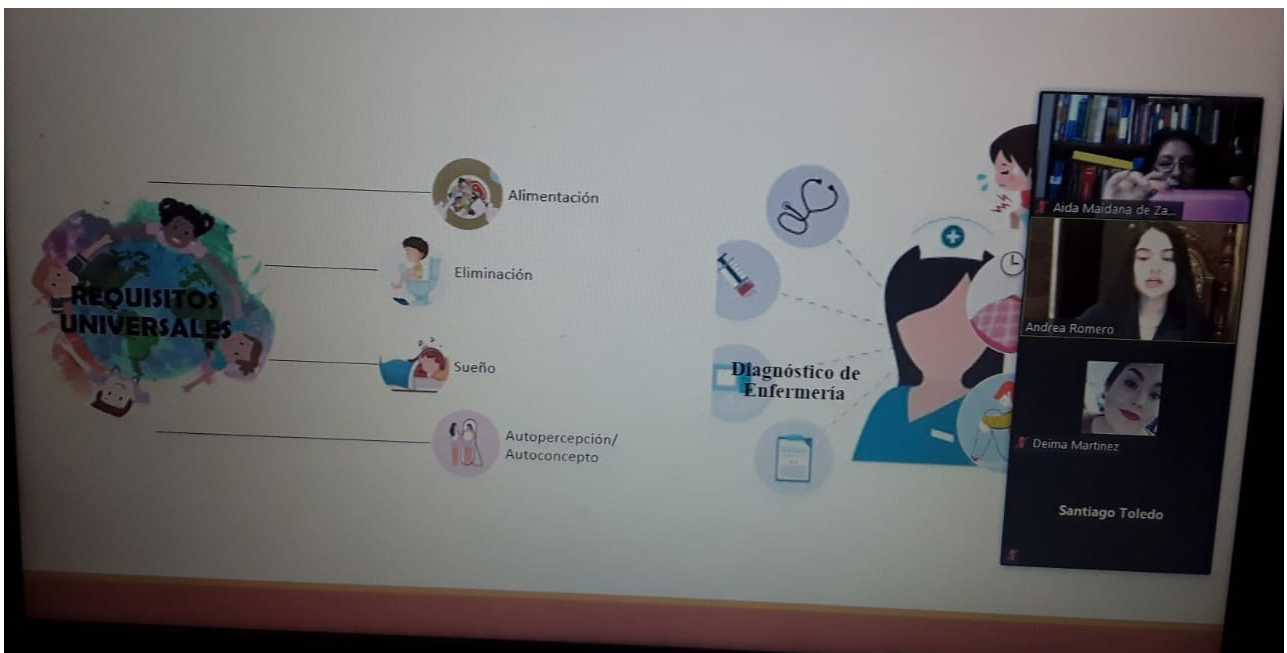 REQUISITOS
UNIVERSALES
Alimentación
Eliminación
Sueño
Autopercepción/
Autoconcepto
Diagnóstico de
Enfermería
Aida Maidana de Za...
Andrea Romero
Deima Martinez
Santiago Toledo